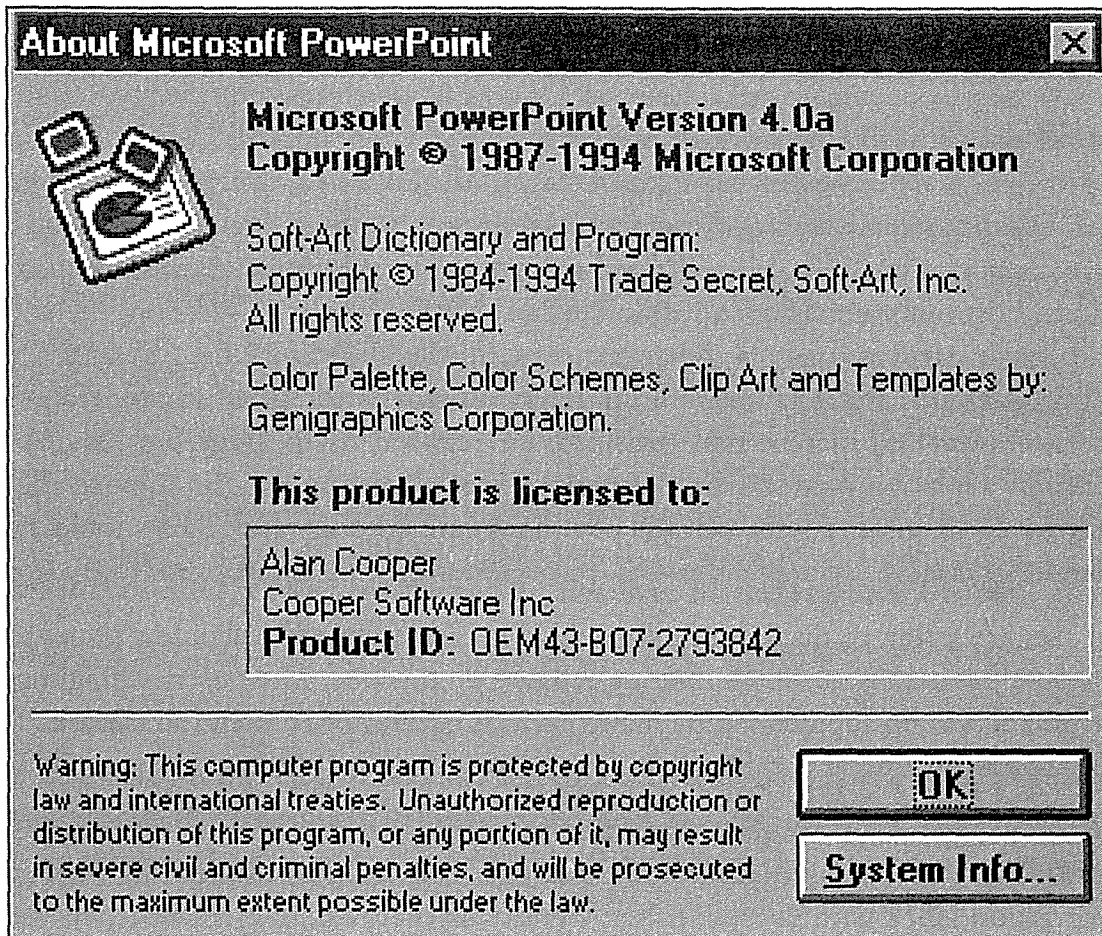 About Microsoft PowerPoint
Microsoft PowerPoint Version 4.0a
Copyright © 1987-1994 Microsoft Corporation
Soft-Art Dictionary and Program:
Copyright © 1984-1994 Trade Secret, Soft-Art, Inc.
All rights reserved.
Color Palette, Color Schemes, Clip Art and Templates by:
Genigraphics Corporation.
This product is licensed to:
Alan Cooper
Cooper Software Inc
Product ID: OEM43-B07-2793842
Warning: This computer program is protected by copyright
law and international treaties. Unauthorized reproduction or
distribution of this program, or any portion of it, may result
in severe civil and criminal penalties, and will be prosecuted
to the maximum extent possible under the law.
OK
System Info...